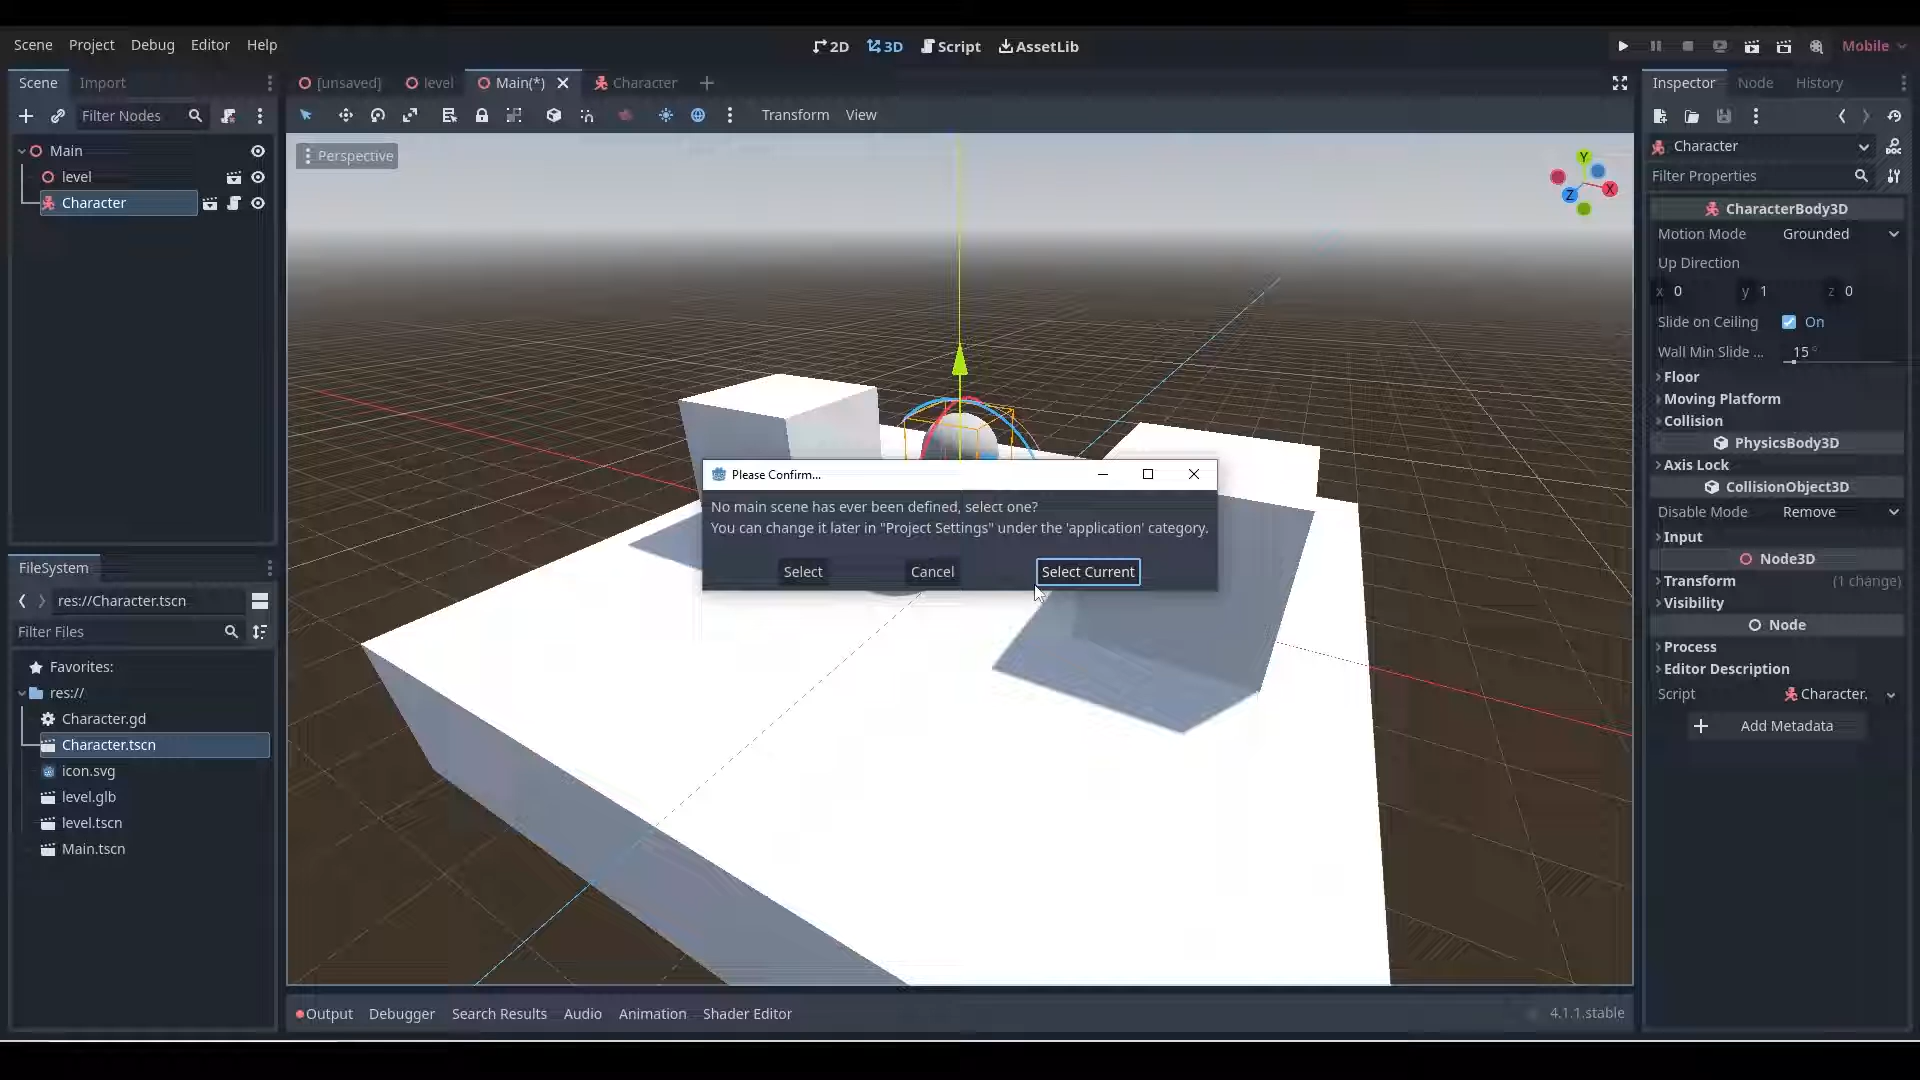 Scene Project Debug Editor Help
2D 3D Script AssetLib
Mobile
Scene Import
[unsaved] level Main(*) Character
Inspector Node History
Filter Nodes
Transform View
Main
level
Character
Perspective
Y
X
Z
Character
Filter Properties
CharacterBody3D
Motion Mode Grounded
Up Direction
x 0 y 1 z 0
Slide on Ceiling On
Wall Min Slide ... 15 °
Floor
Moving Platform
Collision
PhysicsBody3D
Axis Lock
CollisionObject3D
Disable Mode Remove
Input
Node3D
Transform (1 change)
Visibility
Node
Process
Editor Description
Script Character.
Add Metadata
Please Confirm...
No main scene has ever been defined, select one?
You can change it later in "Project Settings" under the 'application' category.
Select Cancel Select Current
FileSystem
res://Character.tscn
Filter Files
Favorites:
res://
Character.gd
Character.tscn
icon.svg
level.glb
level.tscn
Main.tscn
Output Debugger Search Results Audio Animation Shader Editor
4.1.1.stable